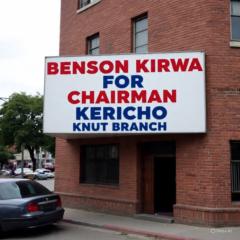 BENSON KIRWA
FOR
CHAIRMAN
KERICHO
KNUT BRANCH